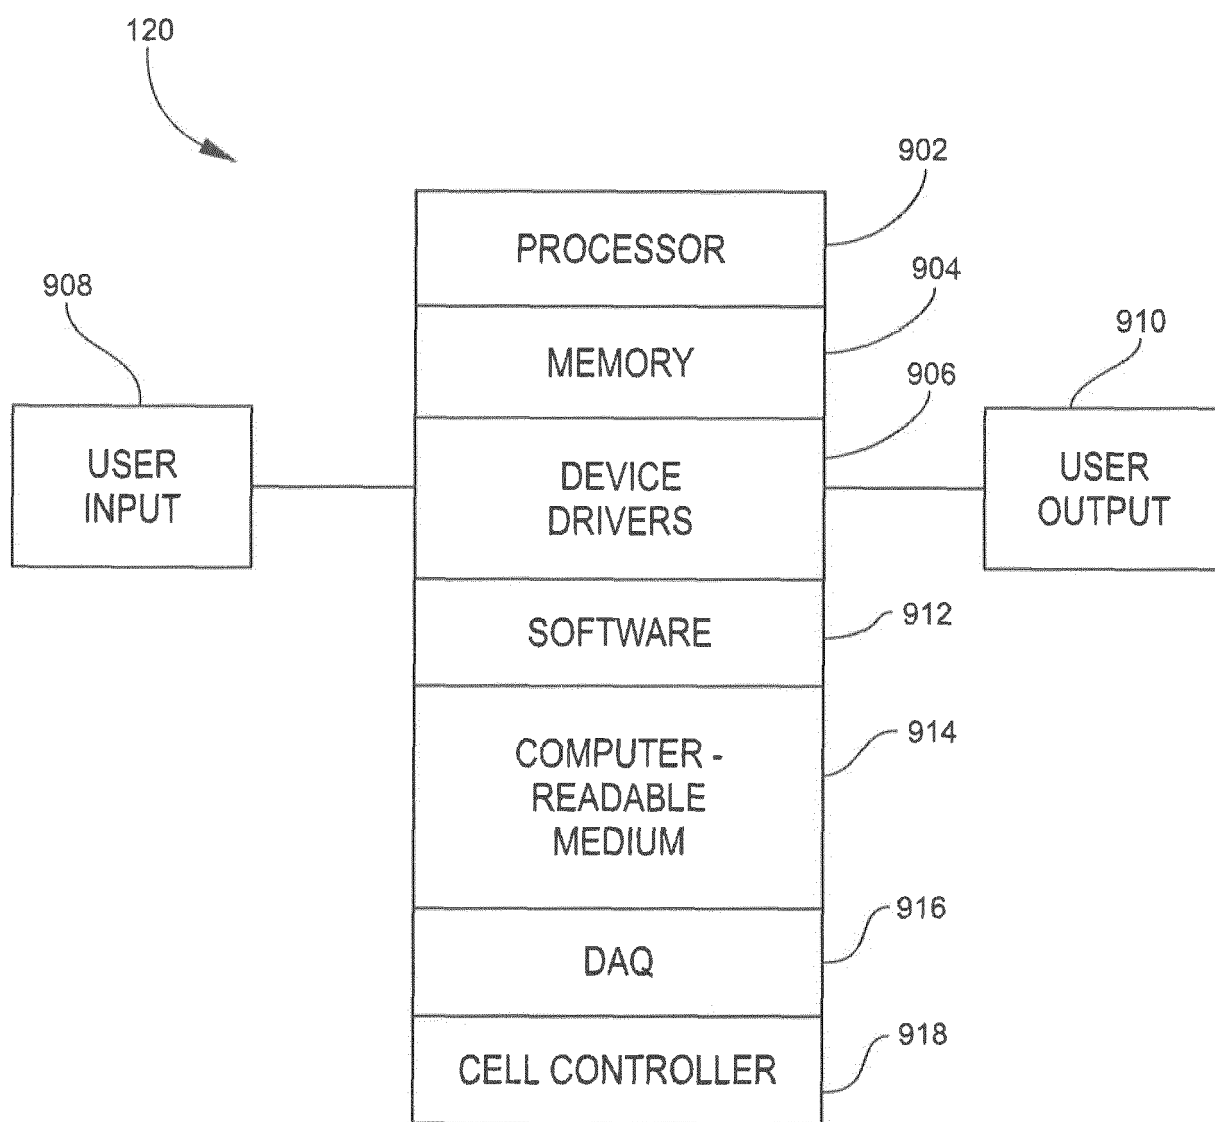 120
902
PROCESSOR
904
908
MEMORY
910
906
USER
INPUT
DEVICE
DRIVERS
USER
OUTPUT
912
SOFTWARE
914
COMPUTER -
READABLE
MEDIUM
916
DAQ
918
CELL CONTROLLER